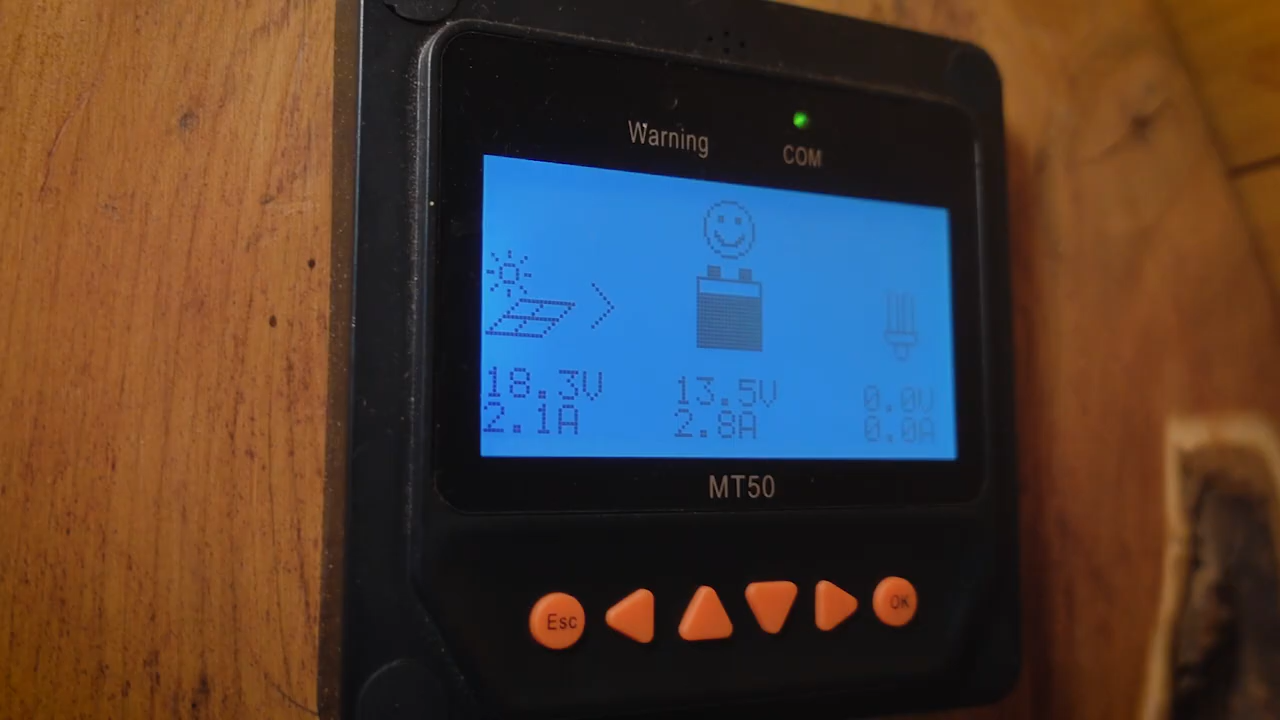 Warning
COM
18.3V 13.5V 0.0V
2.1A 2.8A 0.0A
MT50
Esc OK